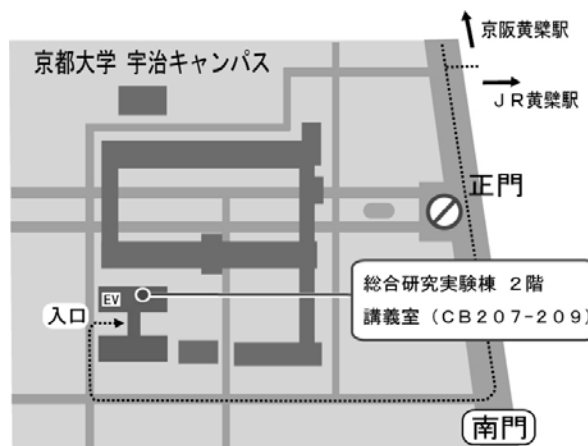 京阪黄檗駅
京都大学 宇治キャンパス
ＪＲ黄檗駅
正門
総合研究実験棟 ２階
講義室（ＣＢ２０７-２０９）
EV
入口
南門